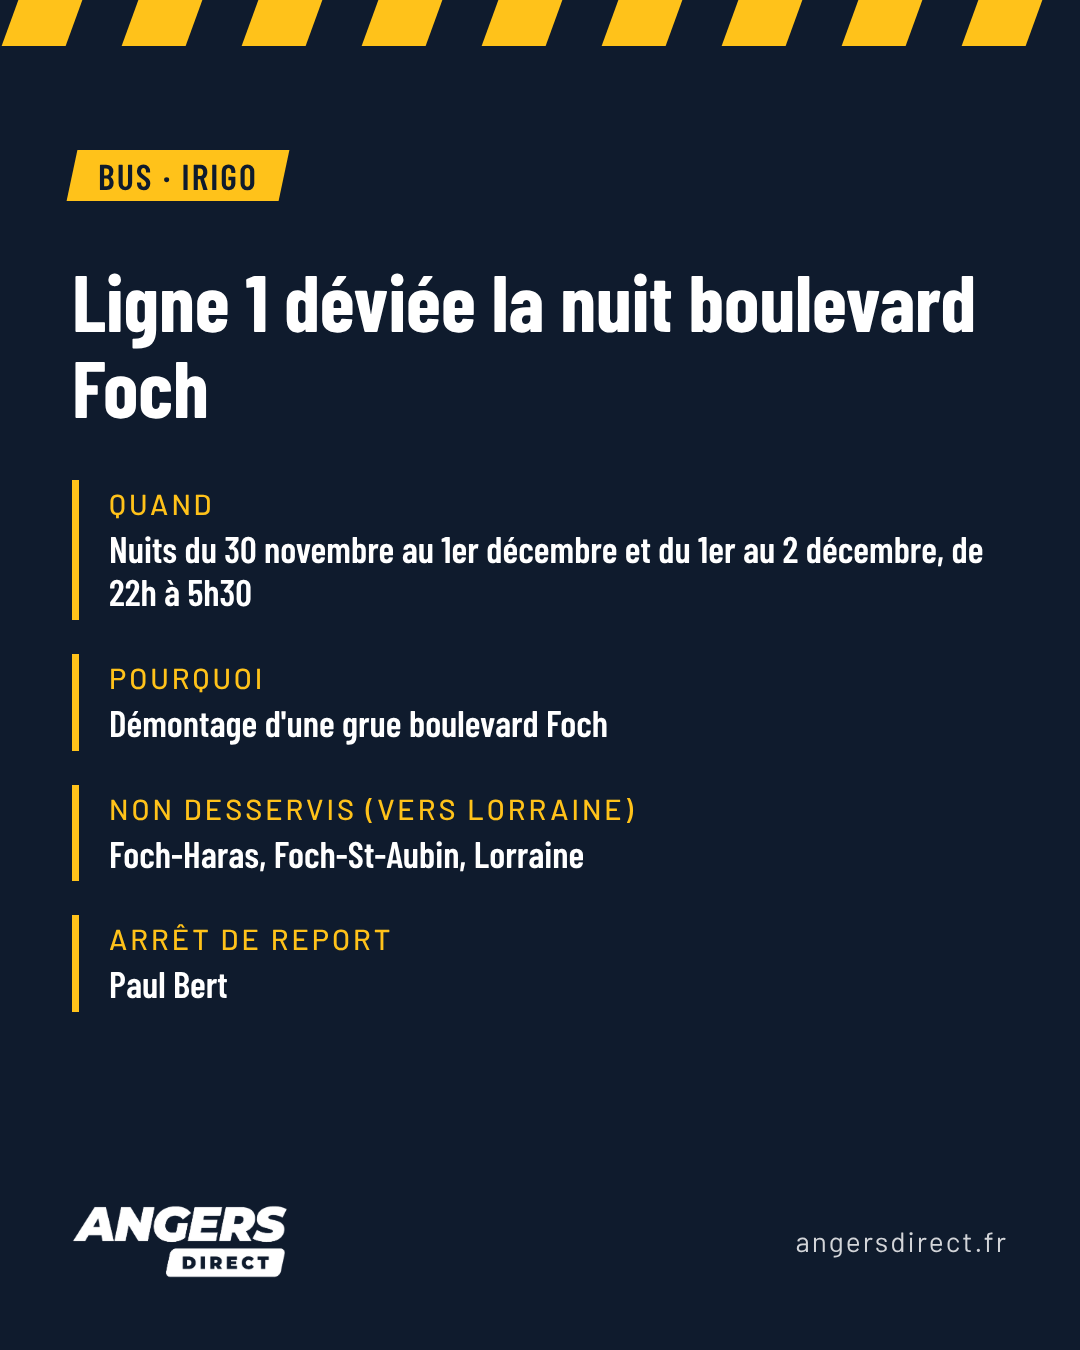 BUS · IRIGO
Ligne 1 déviée la nuit boulevard
Foch
QUAND
Nuits du 30 novembre au 1er décembre et du 1er au 2 décembre, de
22h à 5h30
POURQUOI
Démontage d'une grue boulevard Foch
NON DESSERVIS (VERS LORRAINE)
Foch-Haras, Foch-St-Aubin, Lorraine
ARRÊT DE REPORT
Paul Bert
ANGERS
DIRECT
angersdirect.fr